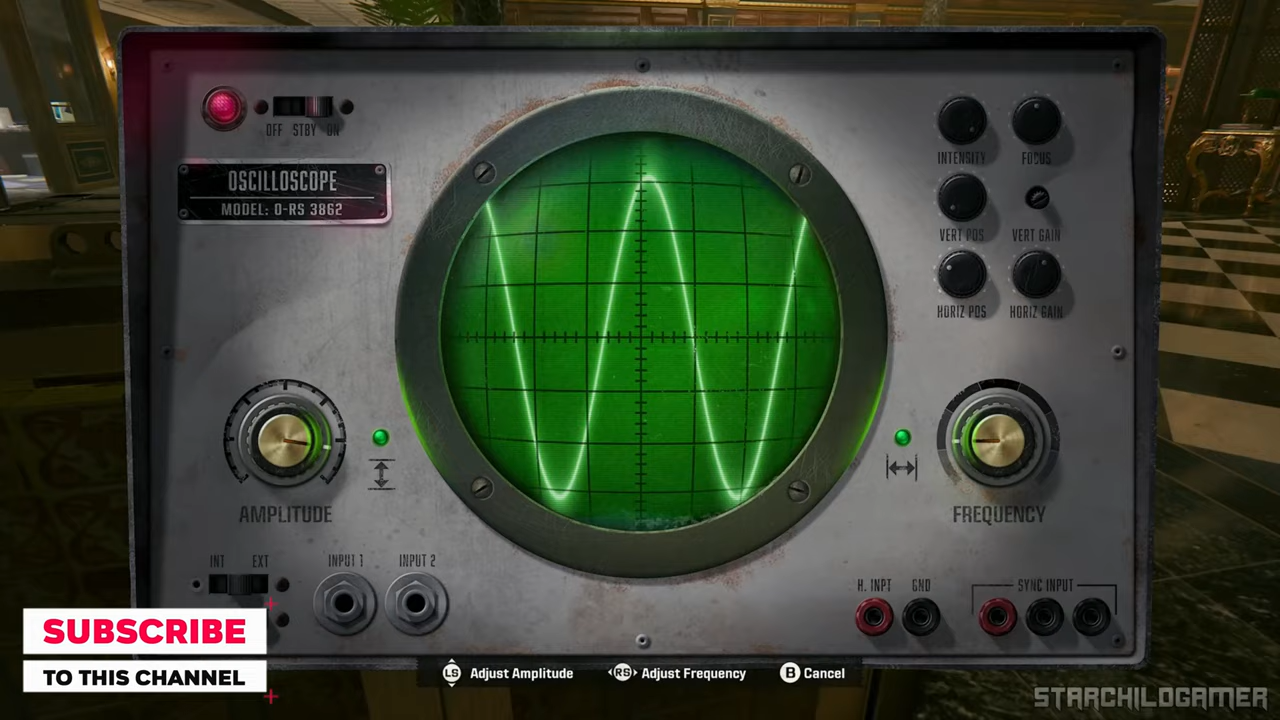 OFF STBY ON
OSCILLOSCOPE
MODEL: O-RS 3862
INTENSITY FOCUS
VERT POS VERT GAIN
HORIZ POS HORIZ GAIN
AMPLITUDE
FREQUENCY
INT EXT
INPUT 1 INPUT 2
H. INPT GND
SYNC INPUT
SUBSCRIBE
TO THIS CHANNEL
LS Adjust Amplitude RS Adjust Frequency B Cancel
STARCHILDGAMER